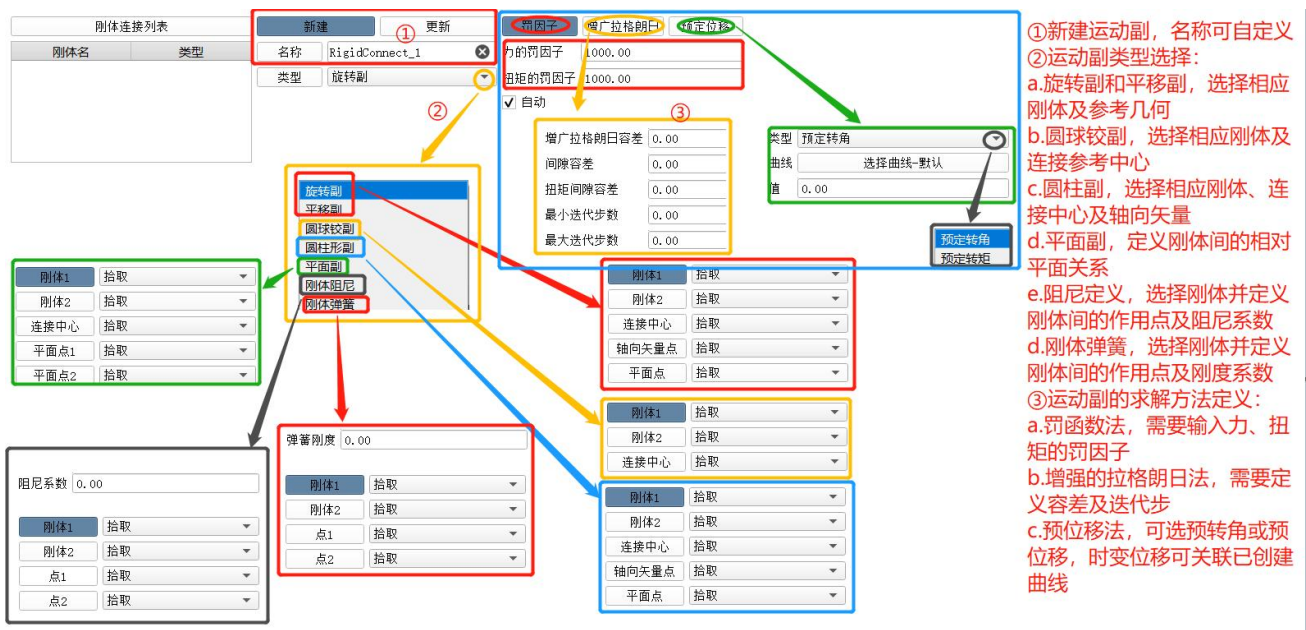 刚体连接列表
刚体名 类型
新建 更新
①
名称 RigidConnect_1
类型 旋转副
②
罚因子 增广拉格朗日 预定位移
力的罚因子 1000.00
扭矩的罚因子 1000.00
自动
③
增广拉格朗日容差 0.00
间隙容差 0.00
扭矩间隙容差 0.00
最小迭代步数 0.00
最大迭代步数 0.00
类型 预定转角
曲线 选择曲线-默认
值 0.00
预定转角
预定转矩
旋转副
平移副
圆球铰副
圆柱形副
平面副
刚体阻尼
刚体弹簧
刚体1 拾取
刚体2 拾取
连接中心 拾取
平面点1 拾取
平面点2 拾取
阻尼系数 0.00
刚体1 拾取
刚体2 拾取
点1 拾取
点2 拾取
弹簧刚度 0.00
刚体1 拾取
刚体2 拾取
点1 拾取
点2 拾取
刚体1 拾取
刚体2 拾取
连接中心 拾取
轴向矢量点 拾取
平面点 拾取
刚体1 拾取
刚体2 拾取
连接中心 拾取
刚体1 拾取
刚体2 拾取
连接中心 拾取
轴向矢量点 拾取
平面点 拾取
①新建运动副，名称可自定义
②运动副类型选择：
a.旋转副和平移副，选择相应
刚体及参考几何
b.圆球铰副，选择相应刚体及
连接参考中心
c.圆柱副，选择相应刚体、连
接中心及轴向矢量
d.平面副，定义刚体间的相对
平面关系
e.阻尼定义，选择刚体并定义
刚体间的作用点及阻尼系数
d.刚体弹簧，选择刚体并定义
刚体间的作用点及刚度系数
③运动副的求解方法定义：
a.罚函数法，需要输入力、扭
矩的罚因子
b.增强的拉格朗日法，需要定
义容差及迭代步
c.预位移法，可选预转角或预
位移，时变位移可关联已创建
曲线